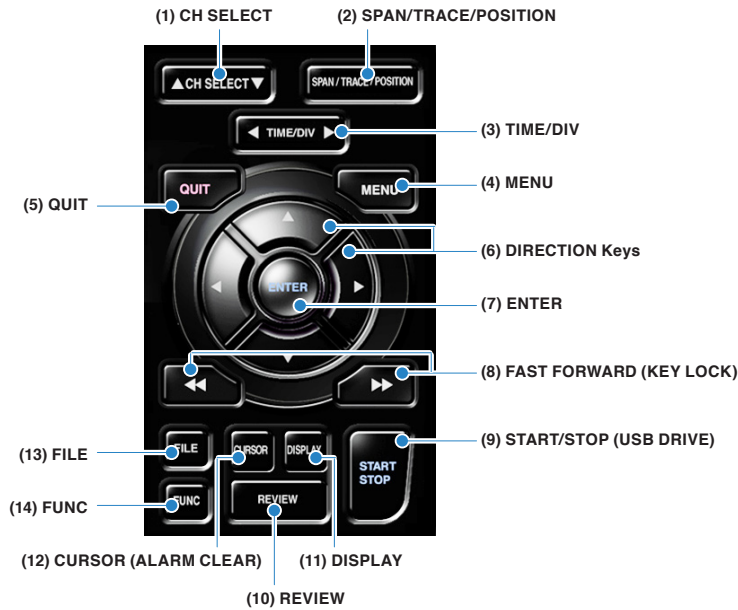 (1) CH SELECT
(2) SPAN/TRACE/POSITION
▲CH SELECT▼
SPAN / TRACE / POSITION
◀ TIME/DIV ▶
(3) TIME/DIV
QUIT
MENU
(4) MENU
(5) QUIT
(6) DIRECTION Keys
ENTER
(7) ENTER
(8) FAST FORWARD (KEY LOCK)
(9) START/STOP (USB DRIVE)
(13) FILE
FILE
CURSOR
DISPLAY
START
STOP
(14) FUNC
FUNC
REVIEW
(12) CURSOR (ALARM CLEAR)
(11) DISPLAY
(10) REVIEW